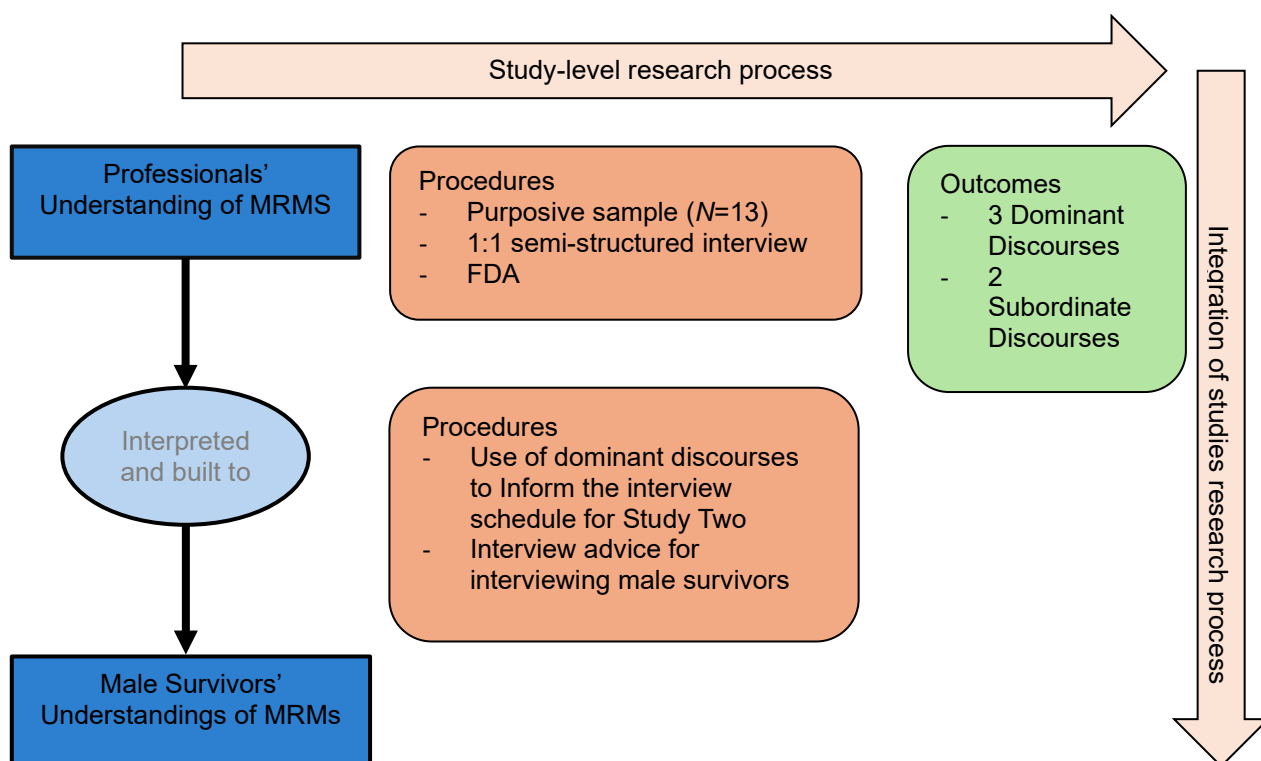 Study-level research process
Professionals’
Understanding of MRMS
Procedures
- Purposive sample (N=13)
- 1:1 semi-structured interview
- FDA
Outcomes
- 3 Dominant
Discourses
- 2
Subordinate
Discourses
Integration of studies research process
Interpreted
and built to
Procedures
- Use of dominant discourses
to Inform the interview
schedule for Study Two
- Interview advice for
interviewing male survivors
Male Survivors’
Understandings of MRMs